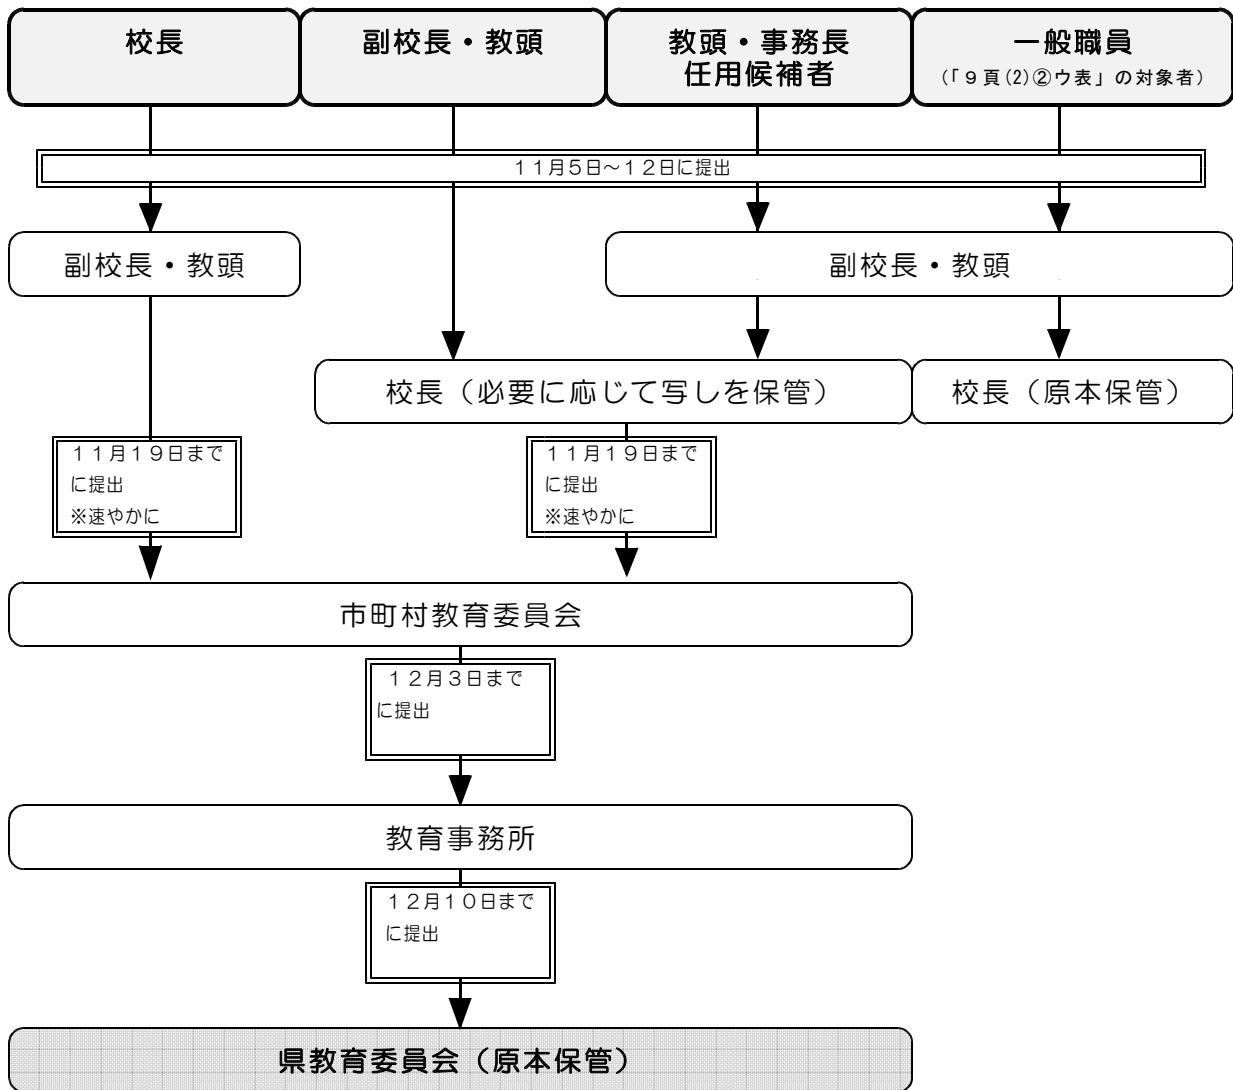 校長
副校長・教頭
教頭・事務長
任用候補者
一般職員
(「９頁(2)②ウ表」の対象者)
１１月５日～１２日に提出
副校長・教頭
副校長・教頭
校長（必要に応じて写しを保管）
校長（原本保管）
１１月１９日まで
に提出
※速やかに
１１月１９日まで
に提出
※速やかに
市町村教育委員会
１２月３日まで
に提出
教育事務所
１２月１０日まで
に提出
県教育委員会（原本保管）